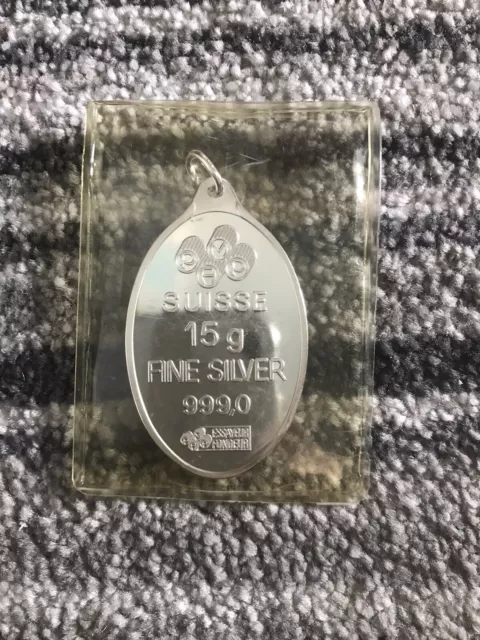 SUISSE
15 g
FINE SILVER
999,0
ESSAYEUR
FONDEUR